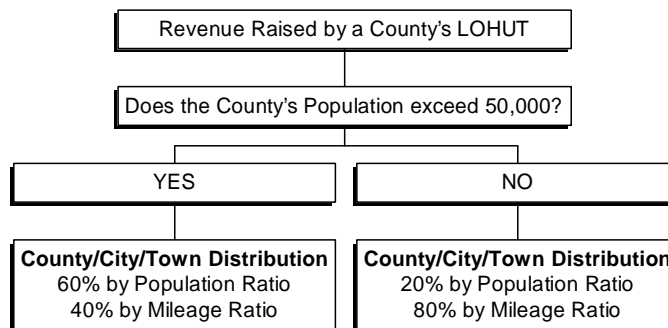 Revenue Raised by a County's LOHUT
Does the County's Population exceed 50,000?
YES
NO
County/City/Town Distribution
60% by Population Ratio
40% by Mileage Ratio
County/City/Town Distribution
20% by Population Ratio
80% by Mileage Ratio